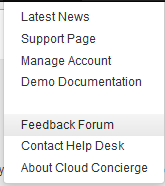 Latest News
Support Page
Manage Account
Demo Documentation
Feedback Forum
Contact Help Desk
About Cloud Concierge